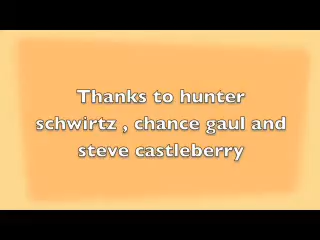 Thanks to hunter
schwirtz , chance gaul and
steve castleberry